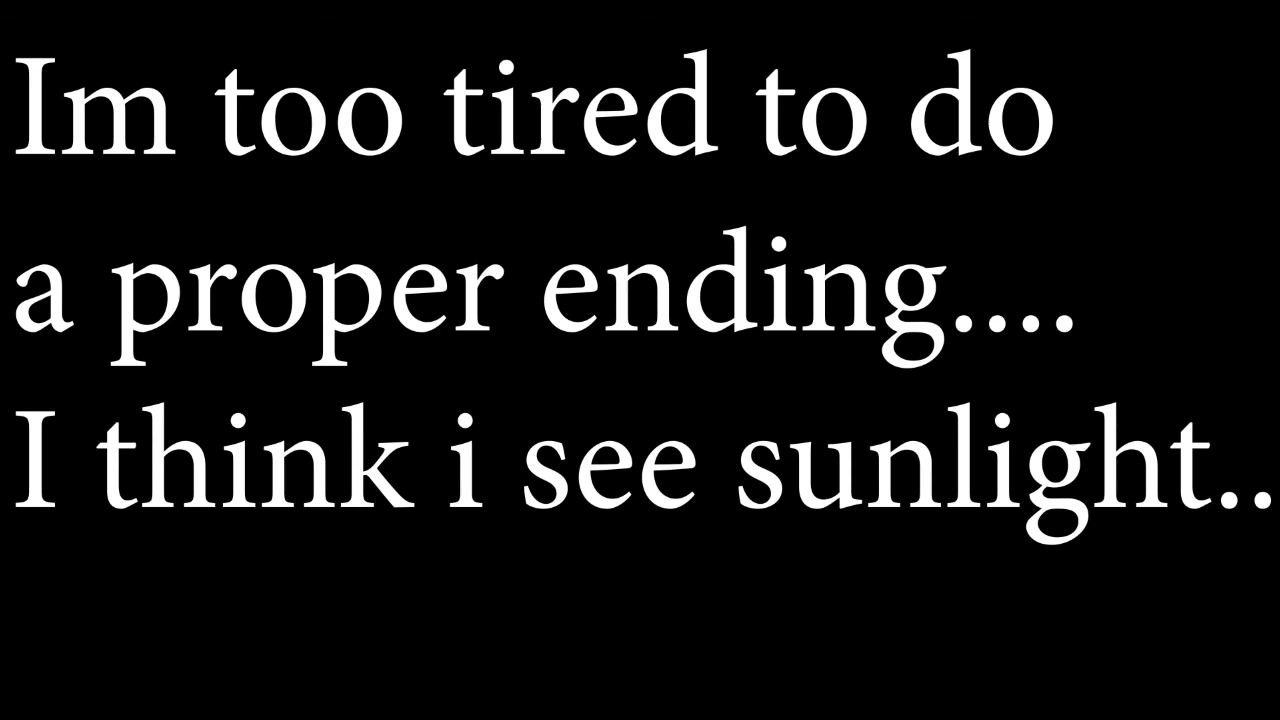 Im too tired to do
a proper ending....
I think i see sunlight..